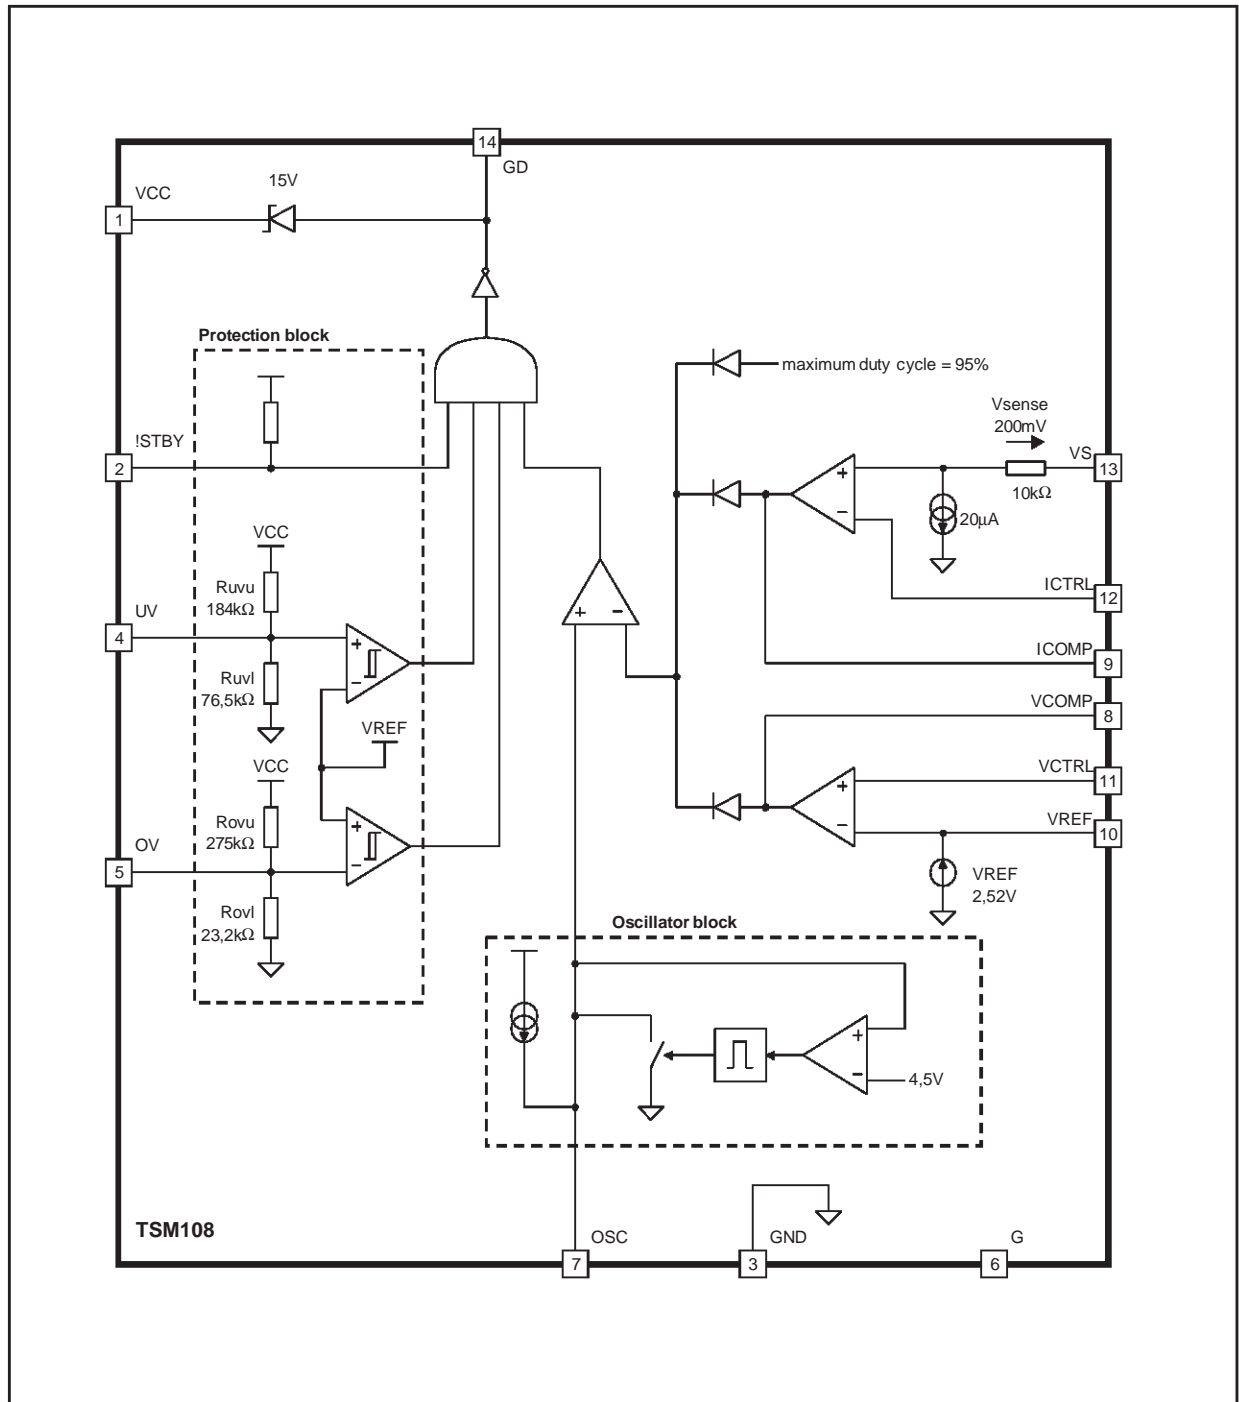 14
GD
15V
VCC
1
Protection block
maximum duty cycle = 95%
Vsense
200mV
VS
13
10kΩ
20µA
!STBY
2
+
−
VCC
Ruvu
184kΩ
ICTRL
12
UV
4
+
−
+
−
Ruvl
76,5kΩ
ICOMP
9
VCOMP
8
VREF
VCC
VCTRL
11
+
−
Rovu
275kΩ
VREF
10
OV
5
+
−
VREF
2,52V
Rovl
23,2kΩ
Oscillator block
+
−
4,5V
TSM108
OSC
7
GND
3
G
6